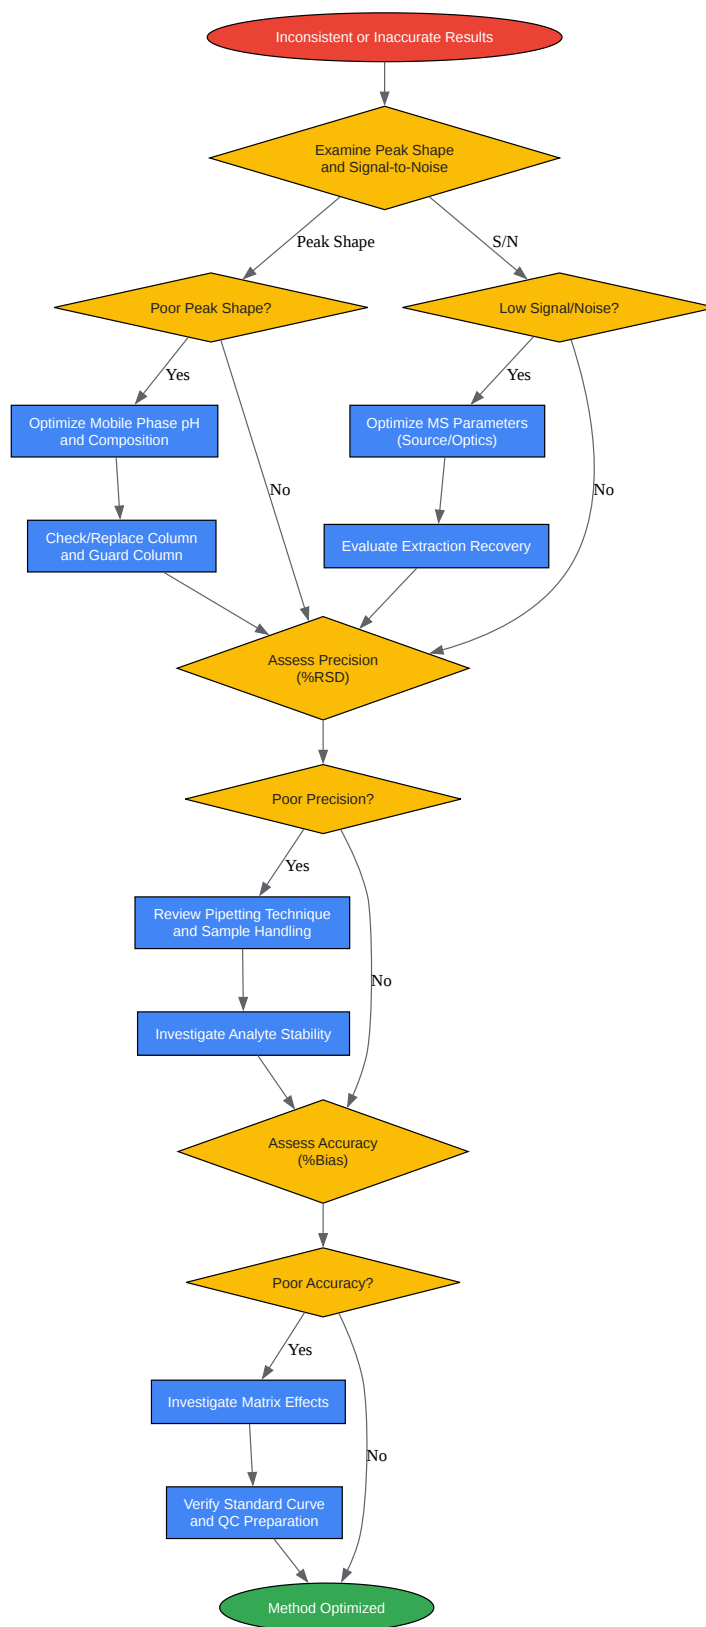 Inconsistent or Inaccurate Results
Examine Peak Shape
and Signal-to-Noise
Peak Shape
S/N
Poor Peak Shape?
Low Signal/Noise?
Yes
Yes
Optimize Mobile Phase pH
and Composition
Optimize MS Parameters
(Source/Optics)
No
No
Check/Replace Column
and Guard Column
Evaluate Extraction Recovery
Assess Precision
(%RSD)
Poor Precision?
Yes
Review Pipetting Technique
and Sample Handling
No
Investigate Analyte Stability
Assess Accuracy
(%Bias)
Poor Accuracy?
Yes
Investigate Matrix Effects
No
Verify Standard Curve
and QC Preparation
Method Optimized